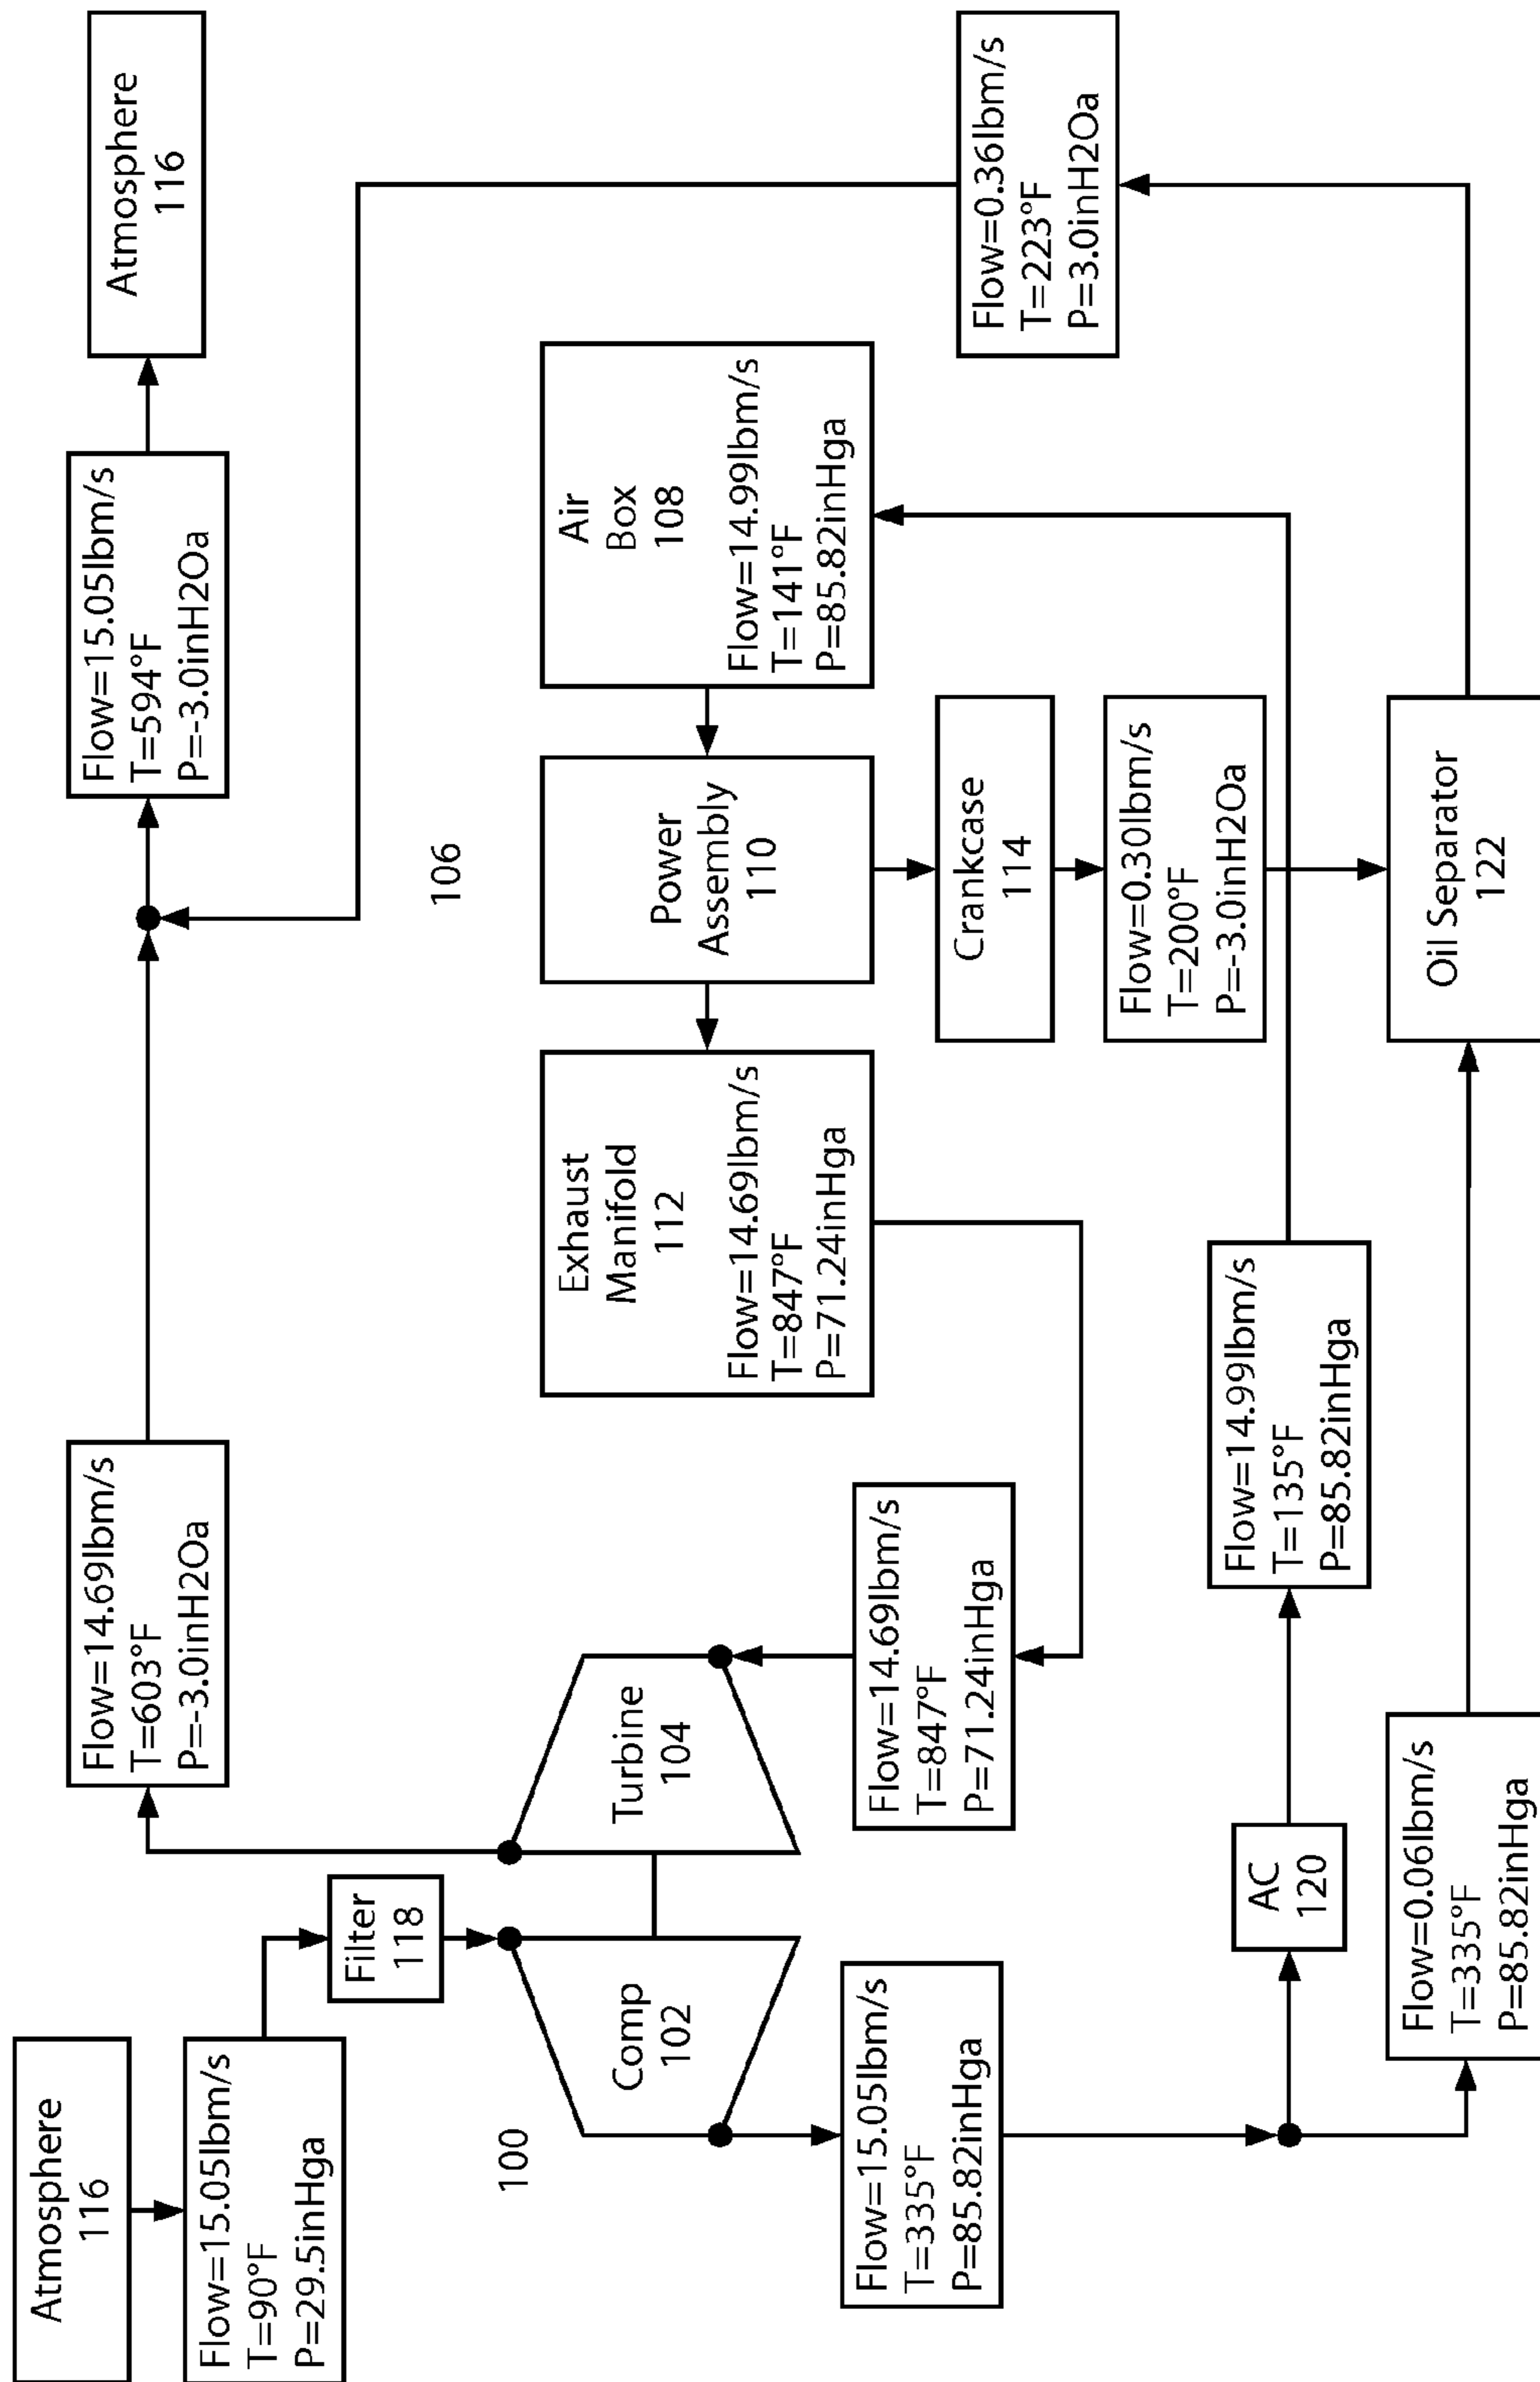 Atmosphere
116
Flow=15.05lbm/s
T=90°F
P=29.5inHga
Filter
118
100
Comp
102
Flow=15.05lbm/s
T=335°F
P=85.82inHga
Turbine
104
Flow=14.69lbm/s
T=603°F
P=-3.0inH2Oa
Flow=14.69lbm/s
T=847°F
P=71.24inHga
AC
120
Flow=0.06lbm/s
T=335°F
P=85.82inHga
Flow=14.99lbm/s
T=135°F
P=85.82inHga
Exhaust
Manifold
112
Flow=14.69lbm/s
T=847°F
P=71.24inHga
106
Power
Assembly
110
Crankcase
114
Flow=0.30lbm/s
T=200°F
P=-3.0inH2Oa
Oil Separator
122
Air
Box
108
Flow=14.99lbm/s
T=141°F
P=85.82inHga
Flow=15.05lbm/s
T=594°F
P=-3.0inH2Oa
Atmosphere
116
Flow=0.36lbm/s
T=223°F
P=3.0inH2Oa